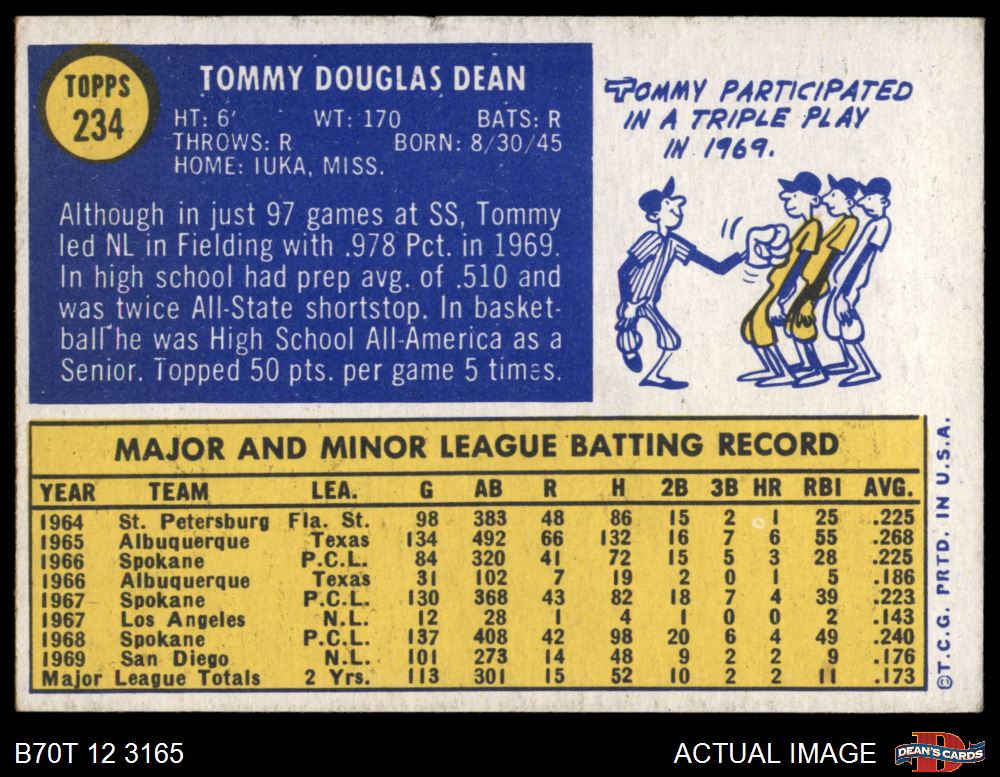 TOPPS
234
TOMMY DOUGLAS DEAN
HT: 6' WT: 170 BATS: R
THROWS: R BORN: 8/30/45
HOME: IUKA, MISS.
Although in just 97 games at SS, Tommy
led NL in Fielding with .978 Pct. in 1969.
In high school had prep avg. of .510 and
was twice All-State shortstop. In basket-
ball he was High School All-America as a
Senior. Topped 50 pts. per game 5 times.
TOMMY PARTICIPATED
IN A TRIPLE PLAY
IN 1969.
MAJOR AND MINOR LEAGUE BATTING RECORD
YEAR TEAM LEA. G AB R H 2B 3B HR RBI AVG.
1964 St. Petersburg Fla. St. 98 383 48 86 15 2 1 25 .225
1965 Albuquerque Texas 134 492 66 132 16 7 6 55 .268
1966 Spokane P.C.L. 84 320 41 72 15 5 3 28 .225
1966 Albuquerque Texas 31 102 7 19 2 0 1 5 .186
1967 Spokane P.C.L. 130 368 43 82 18 7 4 39 .223
1967 Los Angeles N.L. 12 28 1 4 1 0 0 2 .143
1968 Spokane P.C.L. 137 408 42 98 20 6 4 49 .240
1969 San Diego N.L. 101 273 14 48 9 2 2 9 .176
Major League Totals 2 Yrs. 113 301 15 52 10 2 2 11 .173
©T.C.G. PRTD. IN U.S.A.
B70T 12 3165
ACTUAL IMAGE
DEAN'S CARDS